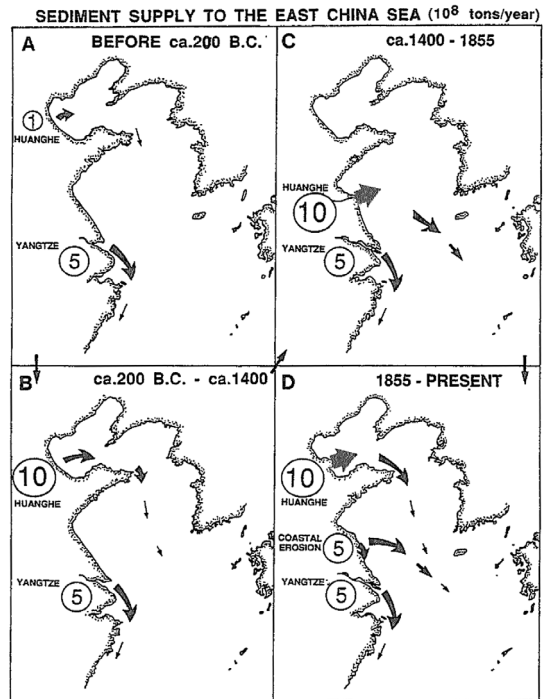 SEDIMENT SUPPLY TO THE EAST CHINA SEA (10⁸ tons/year)
A BEFORE ca.200 B.C.
1
HUANGHE
YANGTZE
5
C ca.1400 - 1855
HUANGHE
10
YANGTZE
5
B ca.200 B.C. - ca.1400
10
HUANGHE
YANGTZE
5
D 1855 - PRESENT
10
HUANGHE
COASTAL
EROSION
5
YANGTZE
5